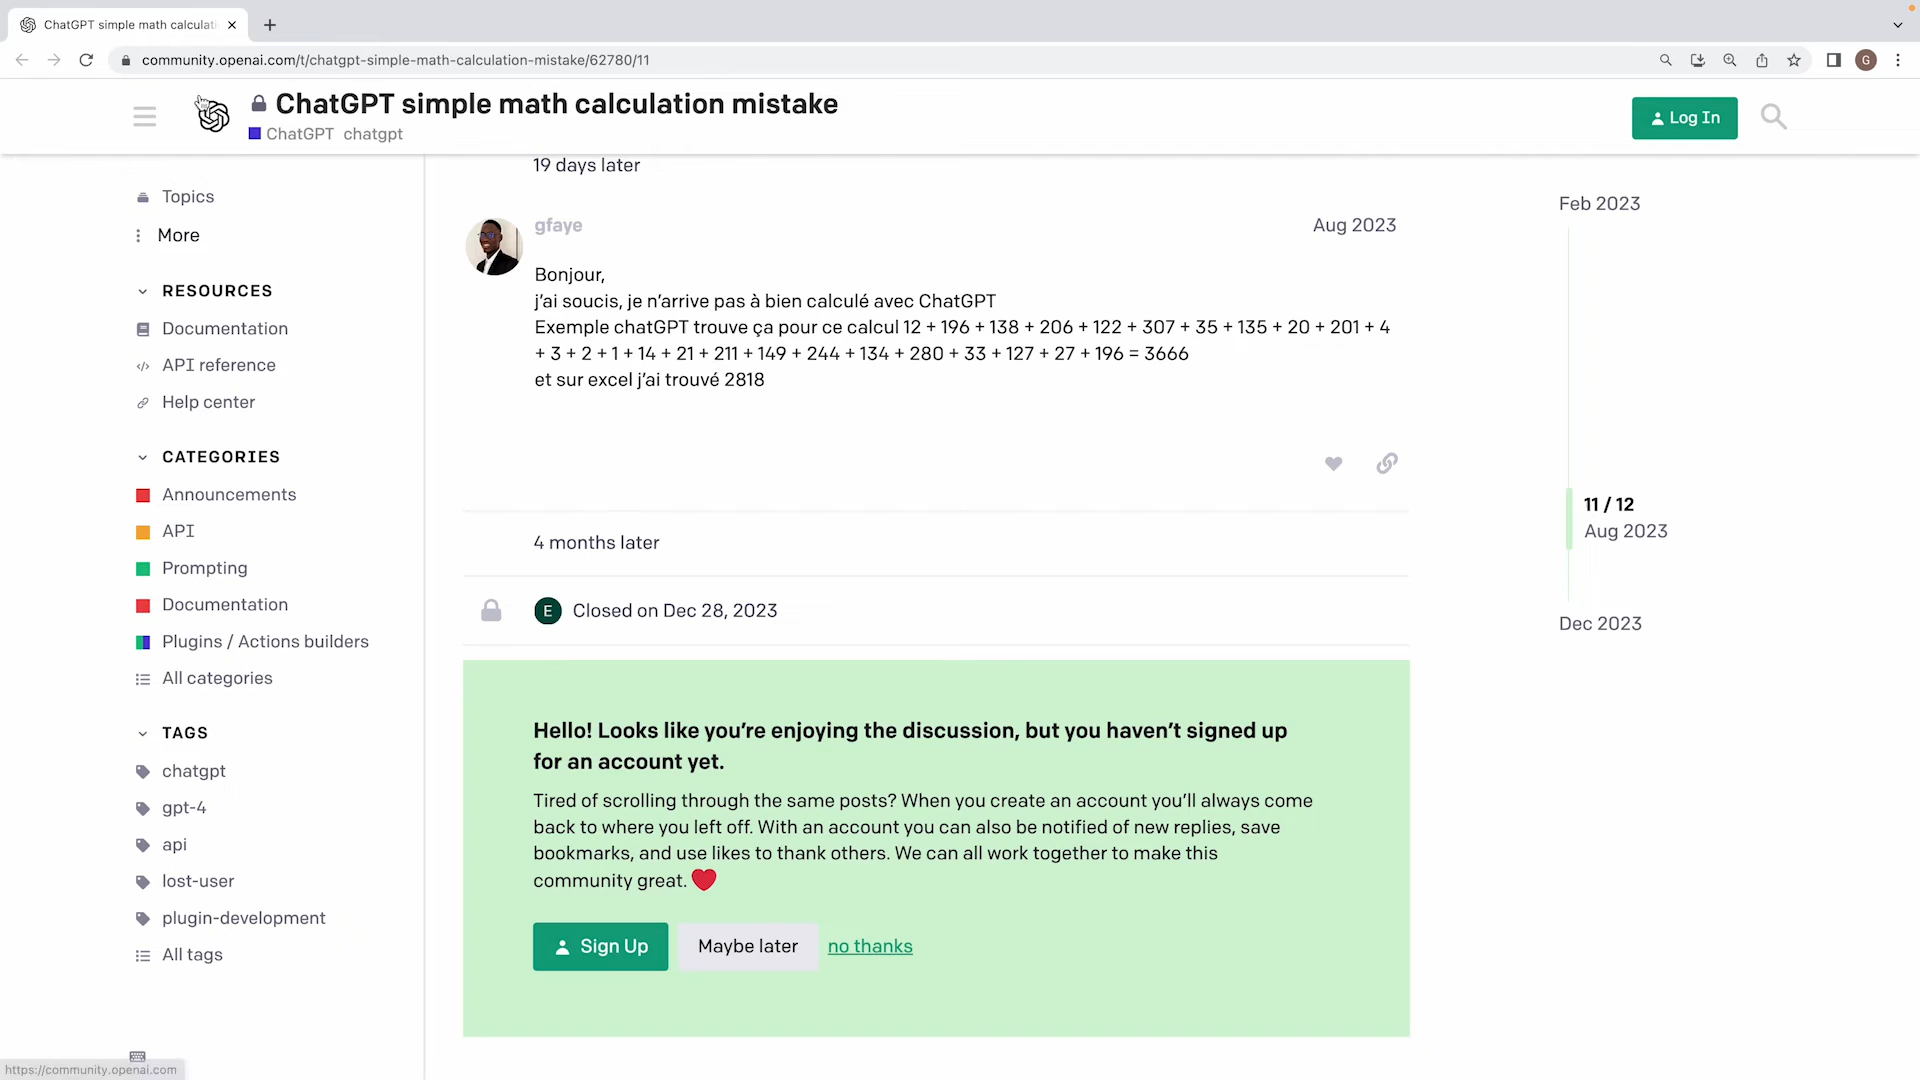 ChatGPT simple math calculati
community.openai.com/t/chatgpt-simple-math-calculation-mistake/62780/11
G
ChatGPT simple math calculation mistake
ChatGPT chatgpt
Log In
Topics
More
RESOURCES
Documentation
API reference
Help center
CATEGORIES
Announcements
API
Prompting
Documentation
Plugins / Actions builders
All categories
TAGS
chatgpt
gpt-4
api
lost-user
plugin-development
All tags
19 days later
gfaye
Aug 2023
Bonjour,
j’ai soucis, je n’arrive pas à bien calculé avec ChatGPT
Exemple chatGPT trouve ça pour ce calcul 12 + 196 + 138 + 206 + 122 + 307 + 35 + 135 + 20 + 201 + 4
+ 3 + 2 + 1 + 14 + 21 + 211 + 149 + 244 + 134 + 280 + 33 + 127 + 27 + 196 = 3666
et sur excel j’ai trouvé 2818
4 months later
E Closed on Dec 28, 2023
Hello! Looks like you’re enjoying the discussion, but you haven’t signed up
for an account yet.
Tired of scrolling through the same posts? When you create an account you’ll always come
back to where you left off. With an account you can also be notified of new replies, save
bookmarks, and use likes to thank others. We can all work together to make this
community great.
Sign Up
Maybe later
no thanks
Feb 2023
11 / 12
Aug 2023
Dec 2023
https://community.openai.com